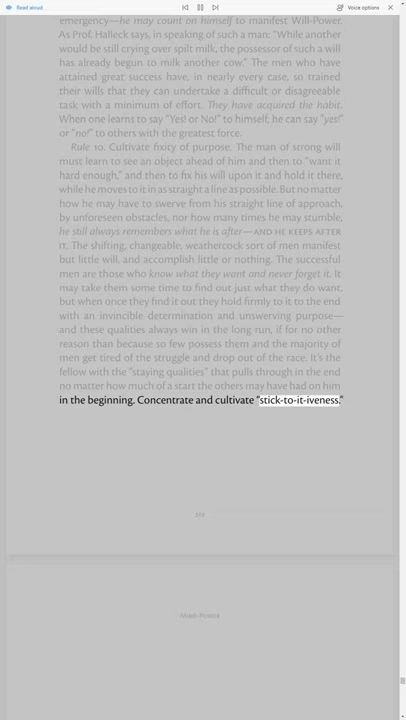 Read aloud
Voice options
emergency—he may count on himself to manifest Will-Power.
As Prof. Halleck says, in speaking of such a man: "While another
would be still crying over spilt milk, the possessor of such a will
has already begun to milk another cow." The men who have
attained great success have, in nearly every case, so trained
their wills that they can undertake a difficult or disagreeable
task with a minimum of effort. They have acquired the habit.
When one learns to say "Yes! or No!" to himself, he can say "yes!"
or "no!" to others with the greatest force.
Rule 10. Cultivate fixity of purpose. The man of strong will
must learn to see an object ahead of him and then to "want it
hard enough," and then to fix his will upon it and hold it there,
while he moves to it in as straight a line as possible. But no matter
how he may have to swerve from his straight line of approach,
by unforeseen obstacles, nor how many times he may stumble,
he still always remembers what he is after—AND HE KEEPS AFTER
IT. The shifting, changeable, weathercock sort of men manifest
but little will, and accomplish little or nothing. The successful
men are those who know what they want and never forget it. It
may take them some time to find out just what they do want,
but when once they find it out they hold firmly to it to the end
with an invincible determination and unswerving purpose—
and these qualities always win in the long run, if for no other
reason than because so few possess them and the majority of
men get tired of the struggle and drop out of the race. It's the
fellow with the "staying qualities" that pulls through in the end
no matter how much of a start the others may have had on him
in the beginning. Concentrate and cultivate "stick-to-it-iveness."
Mind-Power